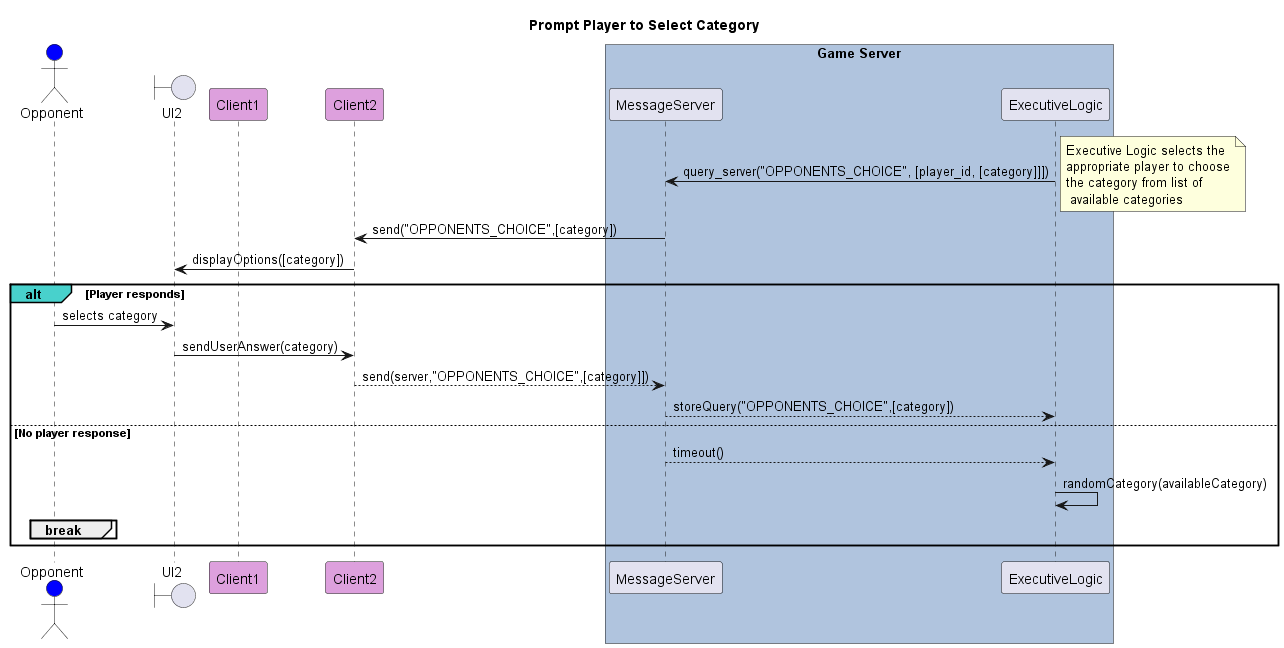 Prompt Player to Select Category
Game Server
Opponent
UI2
Client1
Client2
MessageServer
ExecutiveLogic
Executive Logic selects the
appropriate player to choose
the category from list of
available categories
query_server("OPPONENTS_CHOICE", [player_id, [category]]])
send("OPPONENTS_CHOICE",[category])
displayOptions([category])
alt
[Player responds]
selects category
sendUserAnswer(category)
send(server,"OPPONENTS_CHOICE",[category]])
storeQuery("OPPONENTS_CHOICE",[category])
[No player response]
timeout()
randomCategory(availableCategory)
break
Opponent
UI2
Client1
Client2
MessageServer
ExecutiveLogic